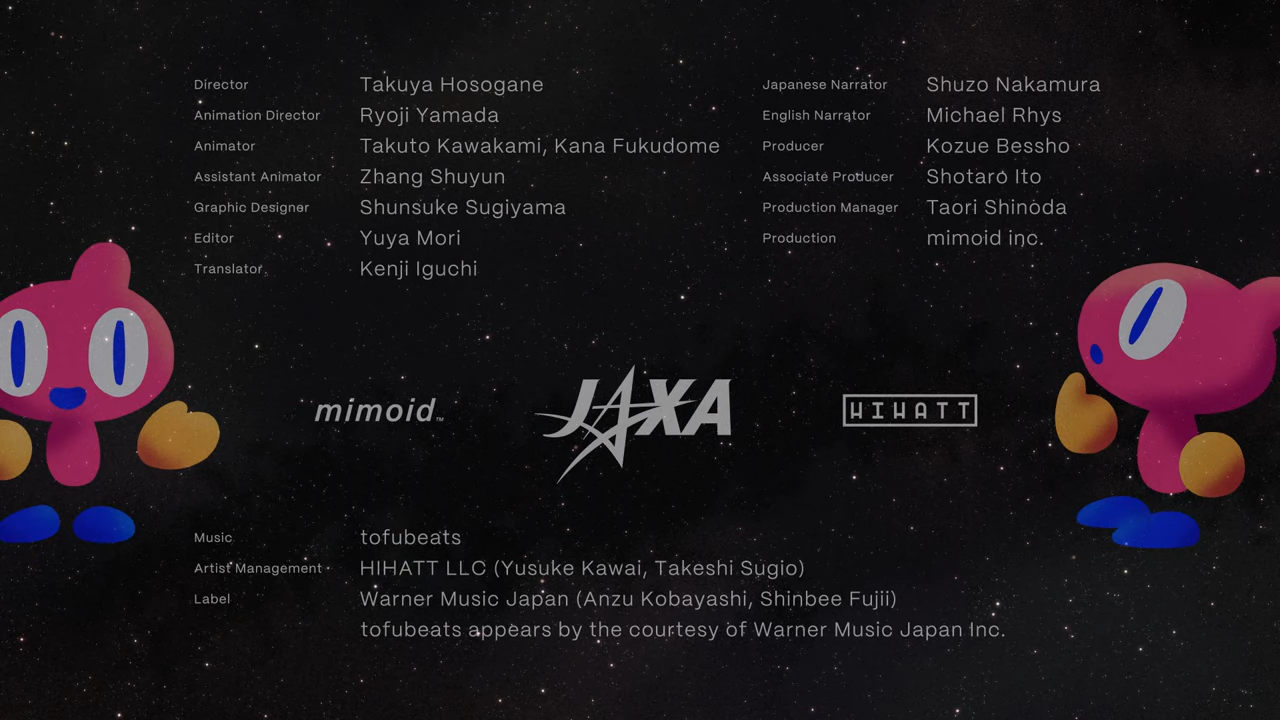 Director Takuya Hosogane
Animation Director Ryoji Yamada
Animator Takuto Kawakami, Kana Fukudome
Assistant Animator Zhang Shuyun
Graphic Designer Shunsuke Sugiyama
Editor Yuya Mori
Translator Kenji Iguchi
Japanese Narrator Shuzo Nakamura
English Narrator Michael Rhys
Producer Kozue Bessho
Associate Producer Shotaro Ito
Production Manager Taori Shinoda
Production mimoid inc.
mimoid™
JAXA
HIHATT
Music tofubeats
Artist Management HIHATT LLC (Yusuke Kawai, Takeshi Sugio)
Label Warner Music Japan (Anzu Kobayashi, Shinbee Fujii)
tofubeats appears by the courtesy of Warner Music Japan Inc.